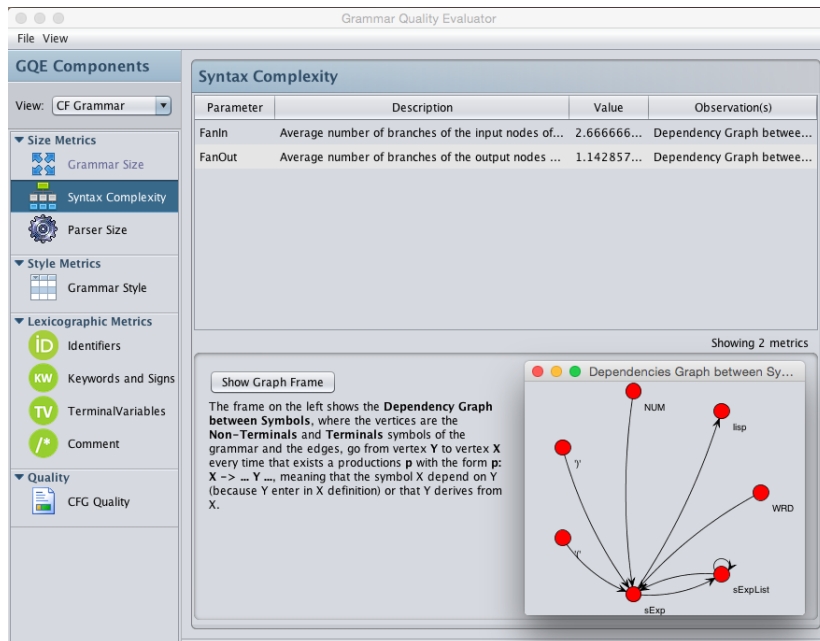 Grammar Quality Evaluator
File View
GQE Components
View: CF Grammar
Size Metrics
Grammar Size
Syntax Complexity
Parser Size
Style Metrics
Grammar Style
Lexicographic Metrics
iD Identifiers
KW Keywords and Signs
TV TerminalVariables
/* Comment
Quality
CFG Quality
Syntax Complexity
Parameter Description Value Observation(s)
FanIn Average number of branches of the input nodes of... 2.666666... Dependency Graph betwee...
FanOut Average number of branches of the output nodes ... 1.142857... Dependency Graph betwee...
Showing 2 metrics
Show Graph Frame
The frame on the left shows the Dependency Graph
between Symbols, where the vertices are the
Non-Terminals and Terminals symbols of the
grammar and the edges, go from vertex Y to vertex X
every time that exists a productions p with the form p:
X -> ... Y ..., meaning that the symbol X depend on Y
(because Y enter in X definition) or that Y derives from
X.
Dependencies Graph between Sy...
NUM
lisp
')'
WRD
'('
sExpList
sExp